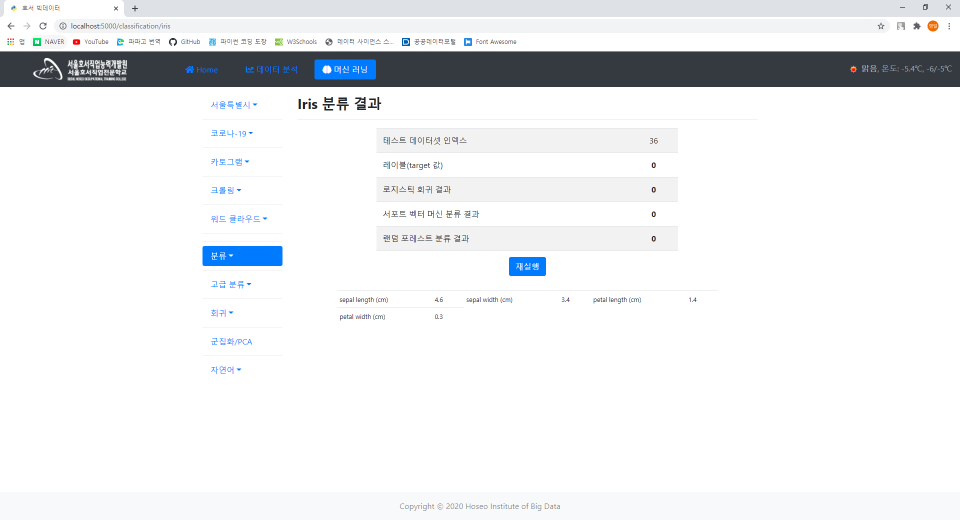 호서 빅데이터
localhost:5000/classification/iris
앱 NAVER YouTube 파파고 번역 GitHub 파이썬 코딩 도장 W3Schools 데이터 사이언스 스... 공공데이터포털 Font Awesome
서울호서직업능력개발원
서울호서직업전문학교
Home 데이터 분석 머신 러닝 맑음, 온도: -5.4℃, -6/-5℃
서울특별시
코로나-19
카토그램
크롤링
워드 클라우드
분류
고급 분류
회귀
군집화/PCA
자연어
Iris 분류 결과
테스트 데이터셋 인덱스 36
레이블(target 값) 0
로지스틱 회귀 결과 0
서포트 벡터 머신 분류 결과 0
랜덤 포레스트 분류 결과 0
재실행
sepal length (cm) 4.6 sepal width (cm) 3.4 petal length (cm) 1.4
petal width (cm) 0.3
Copyright © 2020 Hoseo Institute of Big Data